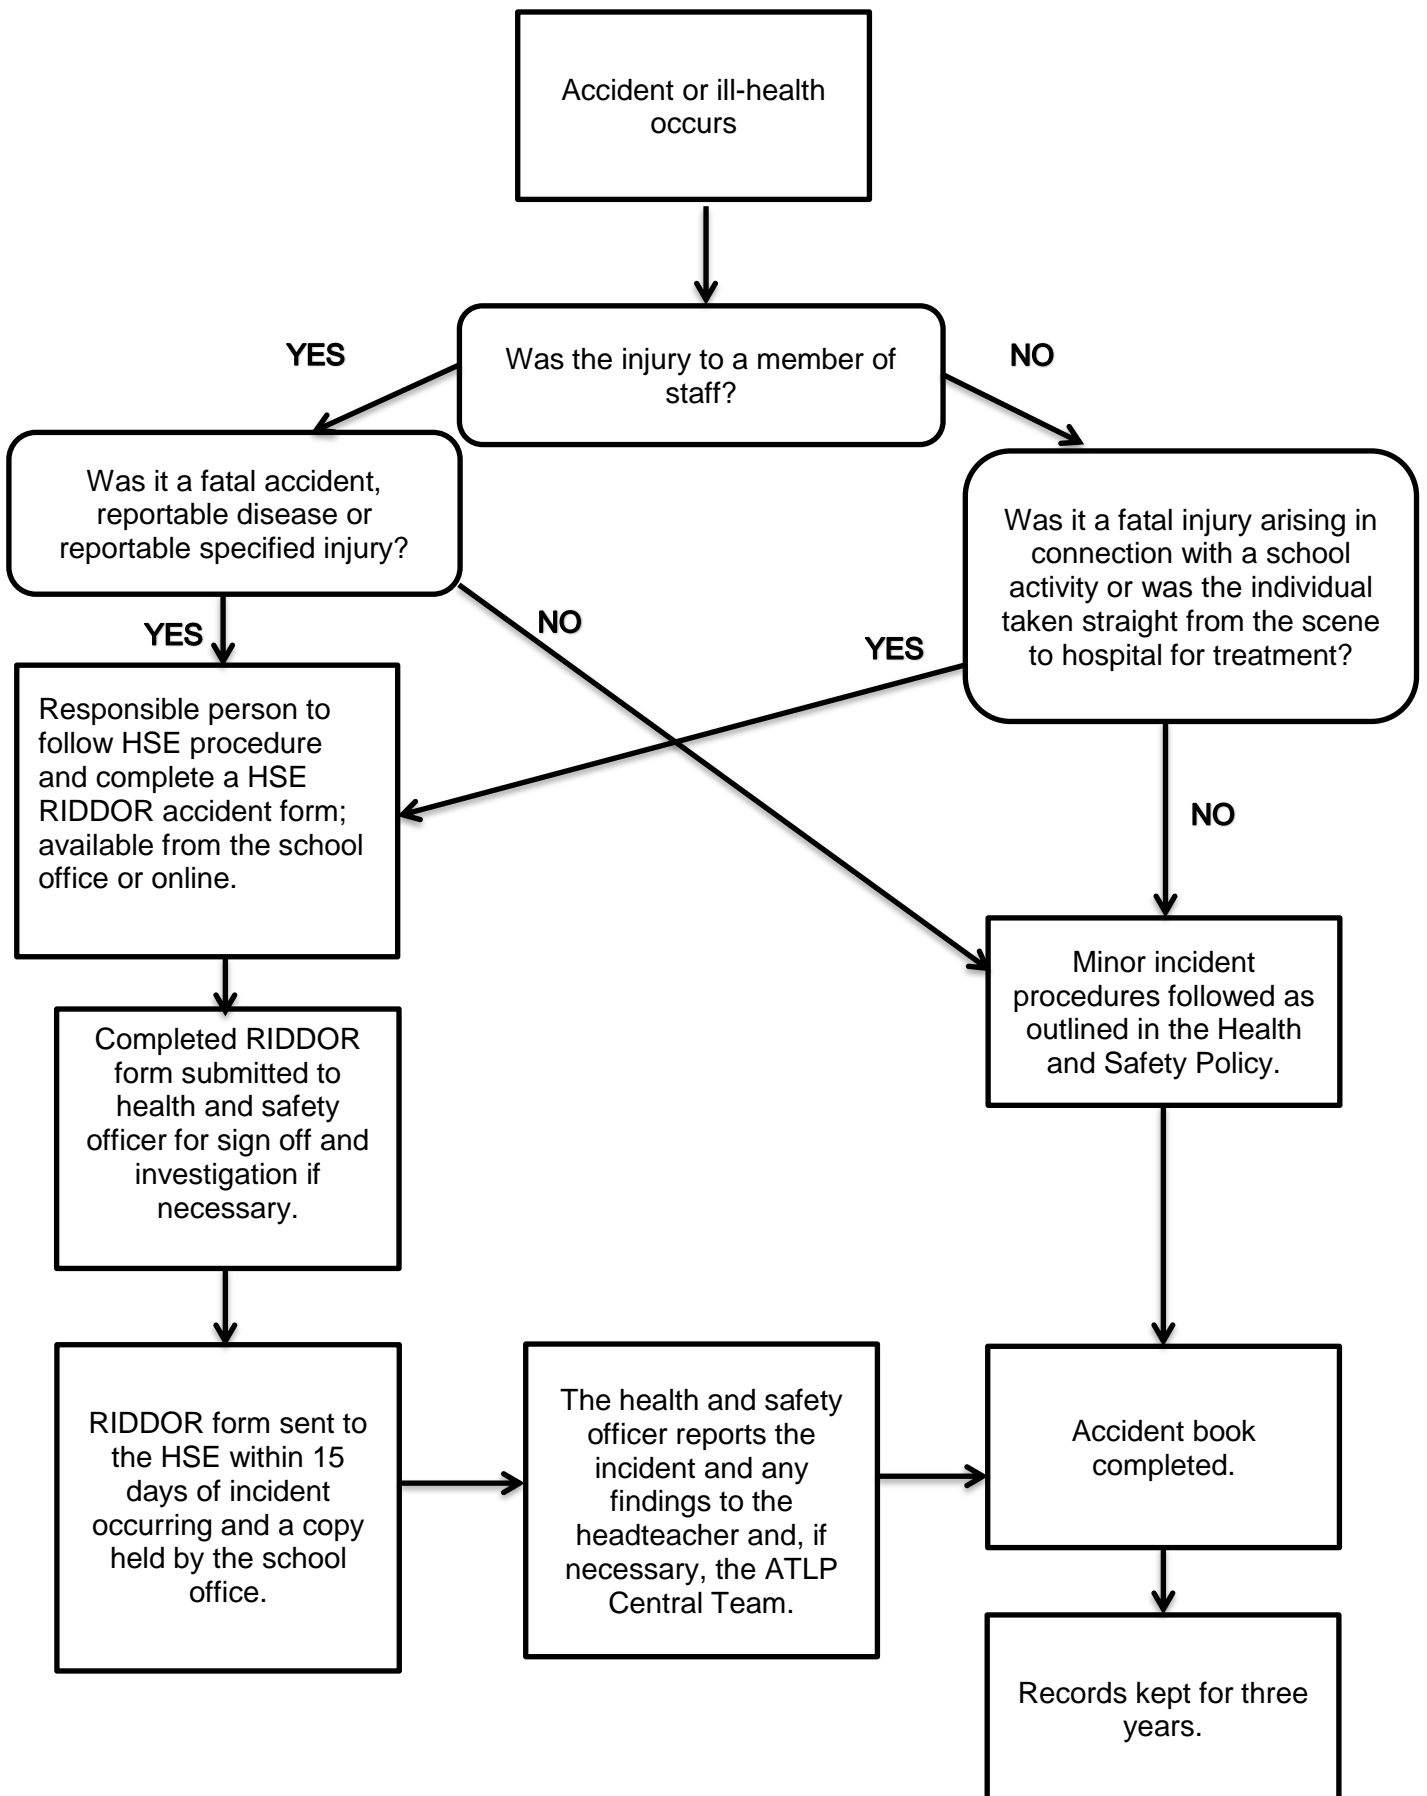 Accident or ill-health
occurs
YES
Was the injury to a member of
staff?
NO
Was it a fatal accident,
reportable disease or
reportable specified injury?
Was it a fatal injury arising in
connection with a school
activity or was the individual
taken straight from the scene
to hospital for treatment?
YES
NO
YES
Responsible person to
follow HSE procedure
and complete a HSE
RIDDOR accident form;
available from the school
office or online.
NO
Minor incident
procedures followed as
outlined in the Health
and Safety Policy.
Completed RIDDOR
form submitted to
health and safety
officer for sign off and
investigation if
necessary.
RIDDOR form sent to
the HSE within 15
days of incident
occurring and a copy
held by the school
office.
The health and safety
officer reports the
incident and any
findings to the
headteacher and, if
necessary, the ATLP
Central Team.
Accident book
completed.
Records kept for three
years.